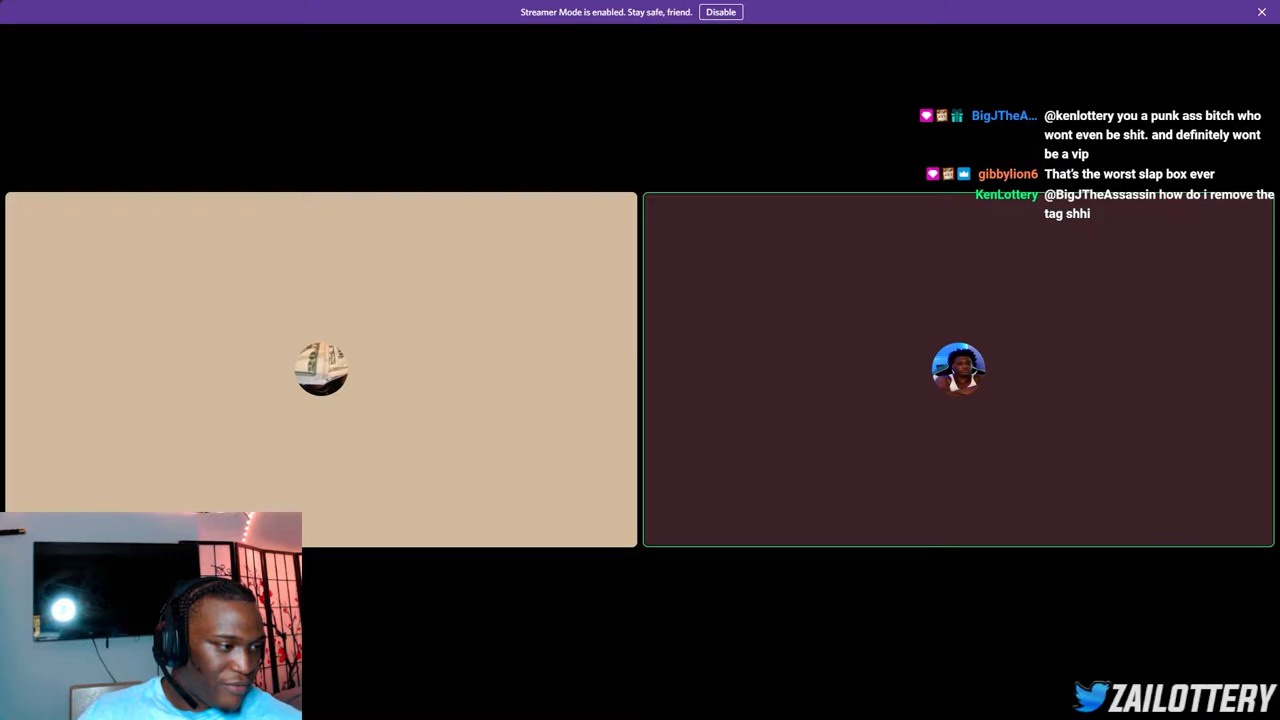 Streamer Mode is enabled. Stay safe, friend. Disable
BigJTheA... @kenlottery you a punk ass bitch who
wont even be shit. and definitely wont
be a vip
gibbylion6 That's the worst slap box ever
KenLottery @BigJTheAssassin how do i remove the
tag shhi
ZAILOTTERY